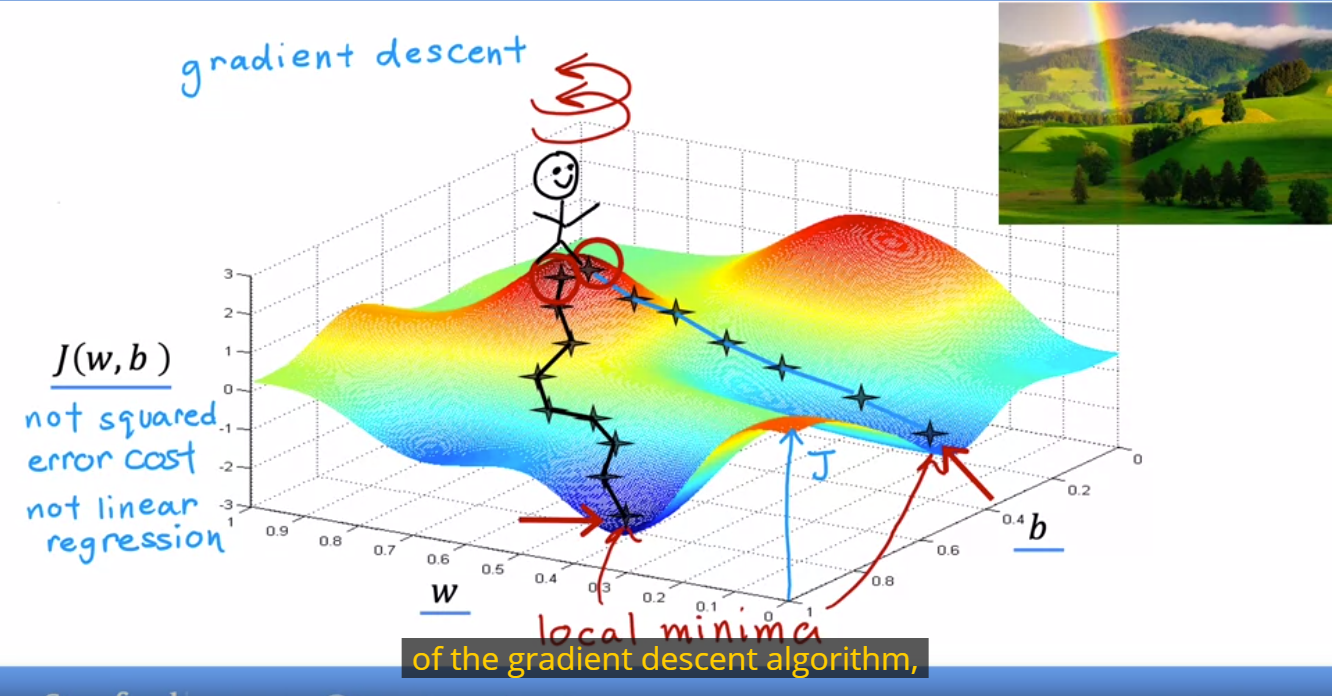 gradient descent
J(w, b )
not squared
error cost
not linear
regression
3
2
1
0
-1
-2
-3
1
0.9
0.8
0.7
0.6
0.5
0.4
0.3
0.2
0.1
0
w
1
0.8
0.6
0.4
0.2
0
b
J
local minima
of the gradient descent algorithm,